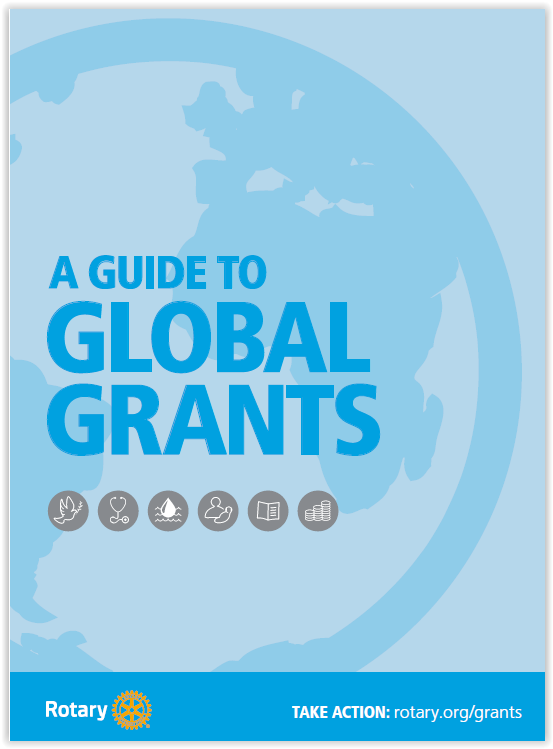 A GUIDE TO
GLOBAL
GRANTS
Rotary
TAKE ACTION: rotary.org/grants